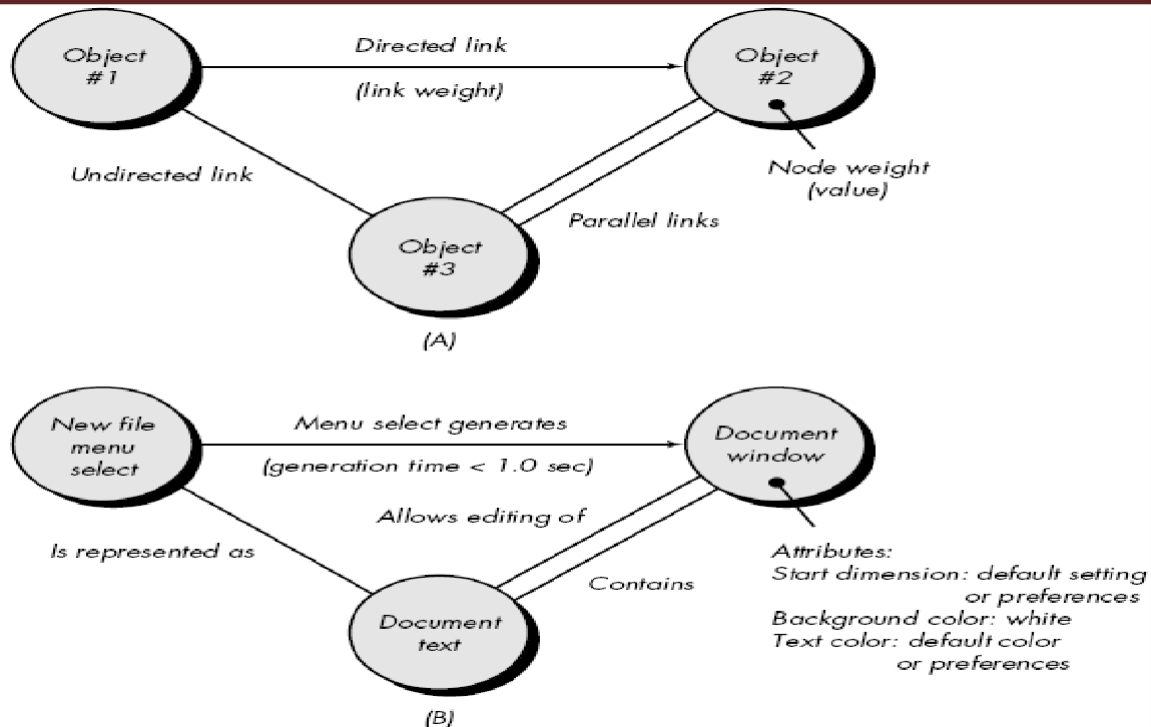 Object
#1
Directed link
(link weight)
Object
#2
Undirected link
Node weight
(value)
Parallel links
Object
#3
(A)
New file
menu
select
Menu select generates
(generation time < 1.0 sec)
Document
window
Allows editing of
Is represented as
Contains
Attributes:
Start dimension: default setting
or preferences
Background color: white
Text color: default color
or preferences
Document
text
(B)